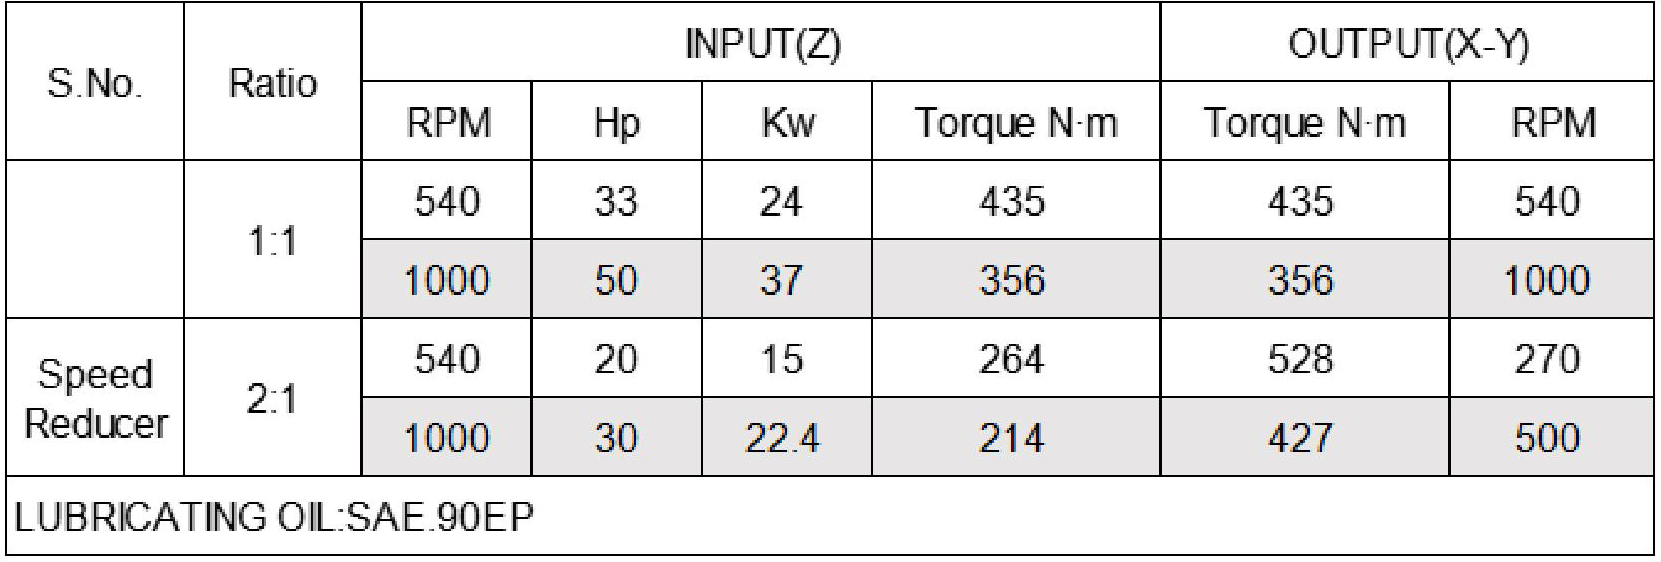 S.No. Ratio INPUT(Z) OUTPUT(X-Y)
RPM Hp Kw Torque N·m Torque N·m RPM
1:1 540 33 24 435 435 540
1000 50 37 356 356 1000
Speed Reducer 2:1 540 20 15 264 528 270
1000 30 22.4 214 427 500
LUBRICATING OIL:SAE.90EP